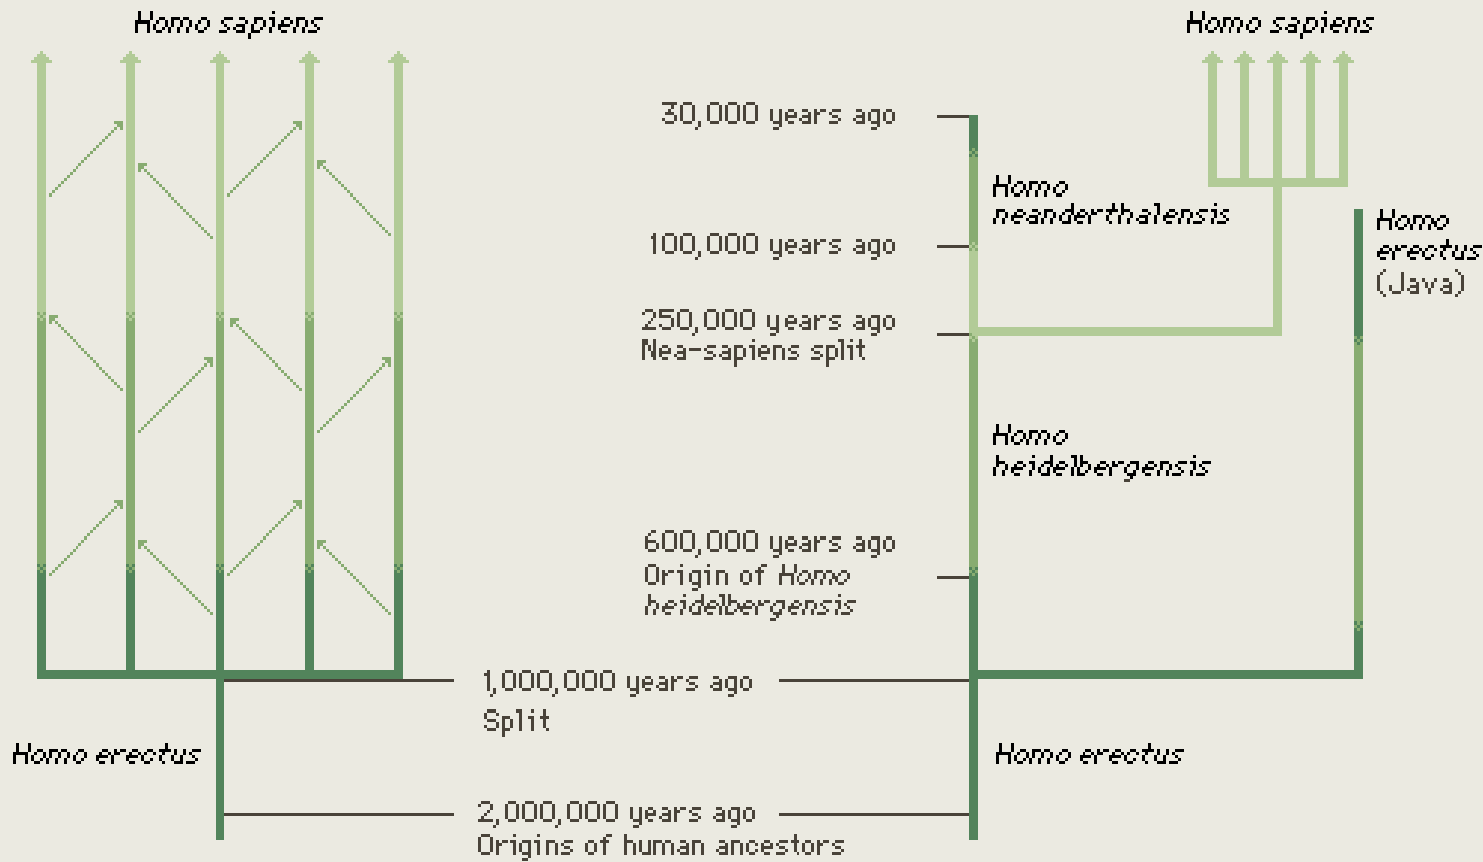 Homo sapiens
Homo sapiens
30,000 years ago
Homo
neanderthalensis
Homo
erectus
(Java)
100,000 years ago
250,000 years ago
Nea-sapiens split
Homo
heidelbergensis
600,000 years ago
Origin of Homo
heidelbergensis
1,000,000 years ago
Split
Homo erectus
Homo erectus
2,000,000 years ago
Origins of human ancestors